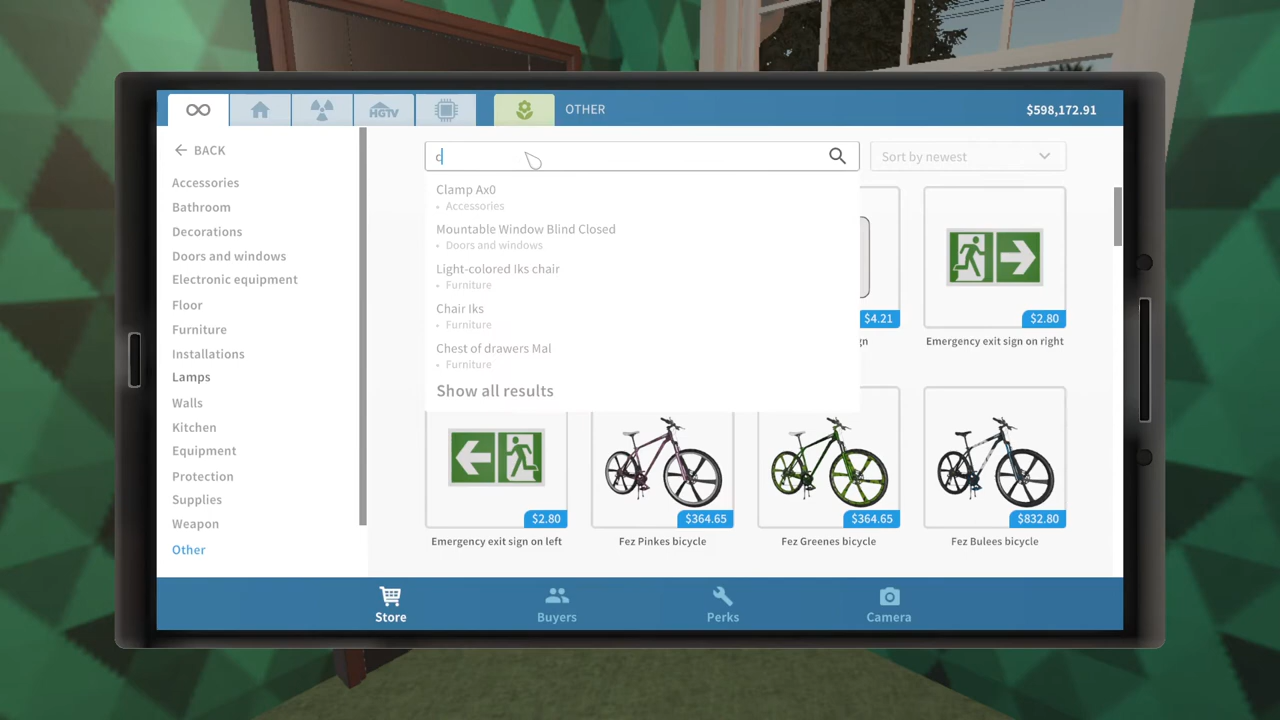 HGTV
OTHER
$598,172.91
BACK
c
Sort by newest
Accessories
Bathroom
Decorations
Doors and windows
Electronic equipment
Floor
Furniture
Installations
Lamps
Walls
Kitchen
Equipment
Protection
Supplies
Weapon
Other
Clamp Ax0
• Accessories
Mountable Window Blind Closed
• Doors and windows
Light-colored Iks chair
• Furniture
Chair Iks
• Furniture
Chest of drawers Mal
• Furniture
Show all results
$4.21
$2.80
gn
Emergency exit sign on right
$2.80
$364.65
$364.65
$832.80
Emergency exit sign on left
Fez Pinkes bicycle
Fez Greenes bicycle
Fez Bulees bicycle
Store
Buyers
Perks
Camera